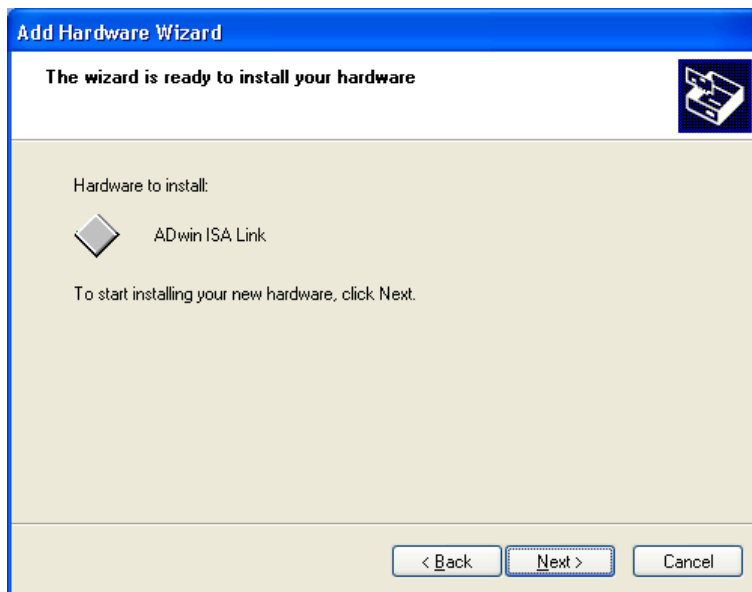 Add Hardware Wizard
The wizard is ready to install your hardware
Hardware to install:
ADwin ISA Link
To start installing your new hardware, click Next.
< Back
Next >
Cancel